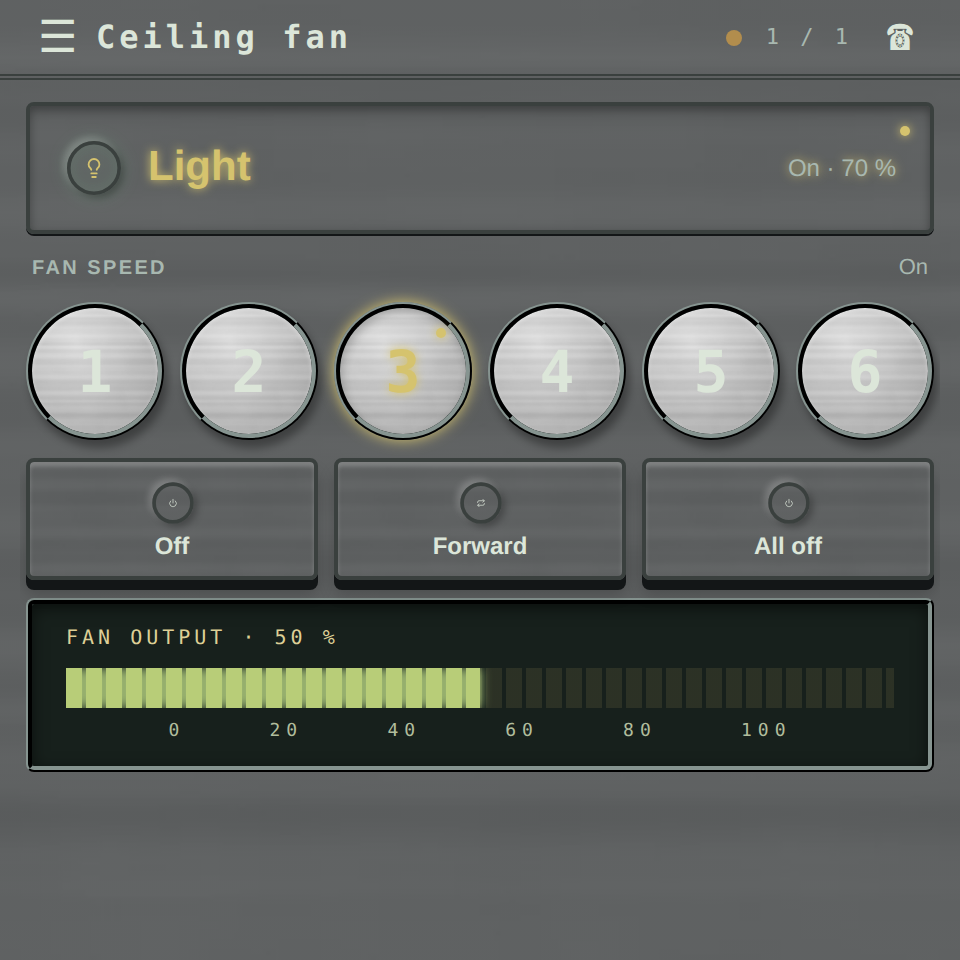 ☰ Ceiling fan 1 / 1 ☎
Light On · 70 %
FAN SPEED On
1 2 3 4 5 6
Off Forward All off
FAN OUTPUT · 50 %
0 20 40 60 80 100